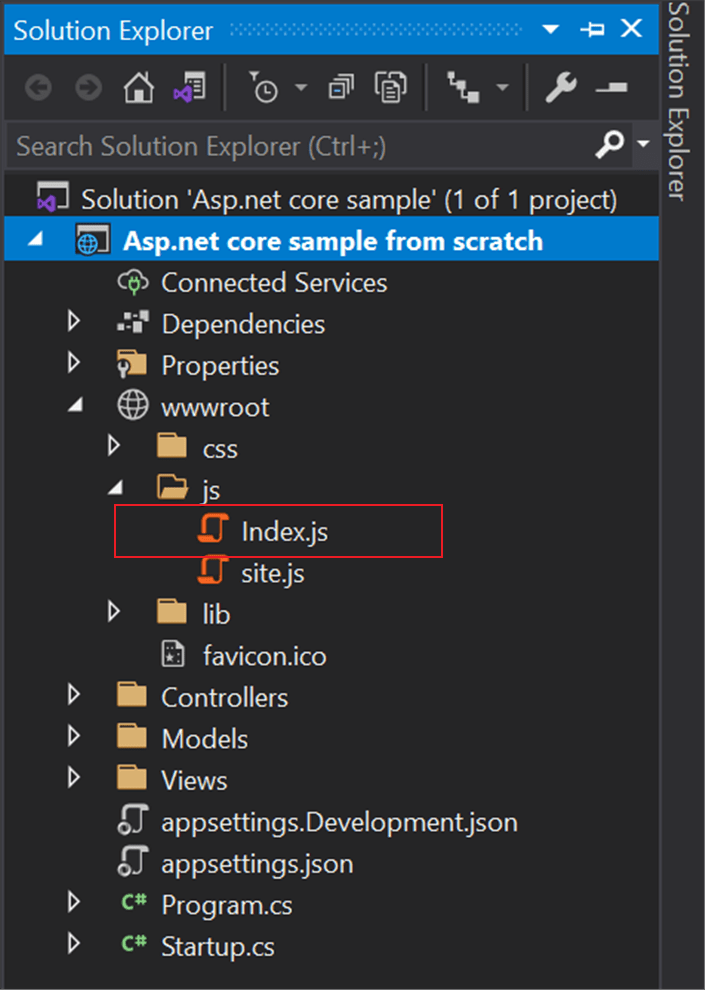 Solution Explorer
Search Solution Explorer (Ctrl+;)
Solution 'Asp.net core sample' (1 of 1 project)
Asp.net core sample from scratch
Connected Services
Dependencies
Properties
wwwroot
css
js
Index.js
site.js
lib
favicon.ico
Controllers
Models
Views
appsettings.Development.json
appsettings.json
C# Program.cs
C# Startup.cs
Solution Explorer